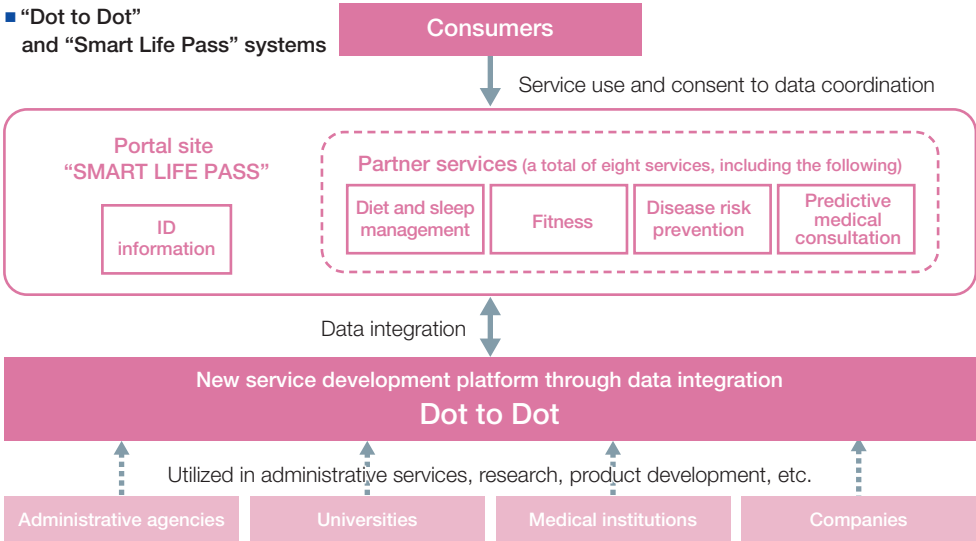 “Dot to Dot”
and “Smart Life Pass” systems
Consumers
Service use and consent to data coordination
Portal site
“SMART LIFE PASS”
ID
information
Partner services (a total of eight services, including the following)
Diet and sleep
management
Fitness
Disease risk
prevention
Predictive
medical
consultation
Data integration
New service development platform through data integration
Dot to Dot
Utilized in administrative services, research, product development, etc.
Administrative agencies
Universities
Medical institutions
Companies